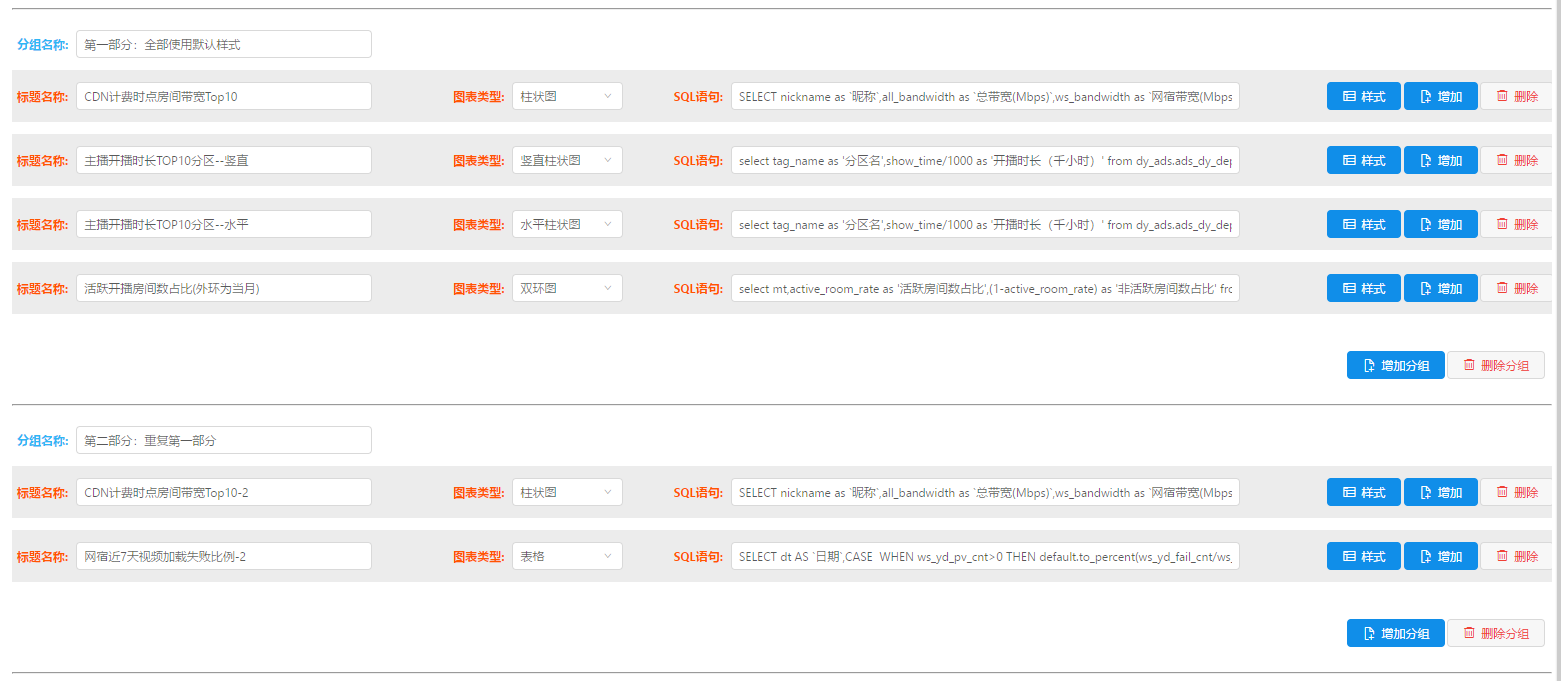 分组名称: 第一部分：全部使用默认样式
标题名称: CDN计费时点房间带宽Top10 图表类型: 柱状图 SQL语句: SELECT nickname as `昵称`,all_bandwidth as `总带宽(Mbps)`,ws_bandwidth as `网宿带宽(Mbps 样式 增加 删除
标题名称: 主播开播时长TOP10分区--竖直 图表类型: 竖直柱状图 SQL语句: select tag_name as '分区名',show_time/1000 as '开播时长（千小时）' from dy_ads.ads_dy_dep 样式 增加 删除
标题名称: 主播开播时长TOP10分区--水平 图表类型: 水平柱状图 SQL语句: select tag_name as '分区名',show_time/1000 as '开播时长（千小时）' from dy_ads.ads_dy_dep 样式 增加 删除
标题名称: 活跃开播房间数占比(外环为当月) 图表类型: 双环图 SQL语句: select mt,active_room_rate as '活跃房间数占比',(1-active_room_rate) as '非活跃房间数占比' fro 样式 增加 删除
增加分组 删除分组
分组名称: 第二部分：重复第一部分
标题名称: CDN计费时点房间带宽Top10-2 图表类型: 柱状图 SQL语句: SELECT nickname as `昵称`,all_bandwidth as `总带宽(Mbps)`,ws_bandwidth as `网宿带宽(Mbps 样式 增加 删除
标题名称: 网宿近7天视频加载失败比例-2 图表类型: 表格 SQL语句: SELECT dt AS `日期`,CASE  WHEN ws_yd_pv_cnt>0 THEN default.to_percent(ws_yd_fail_cnt/ws_ 样式 增加 删除
增加分组 删除分组